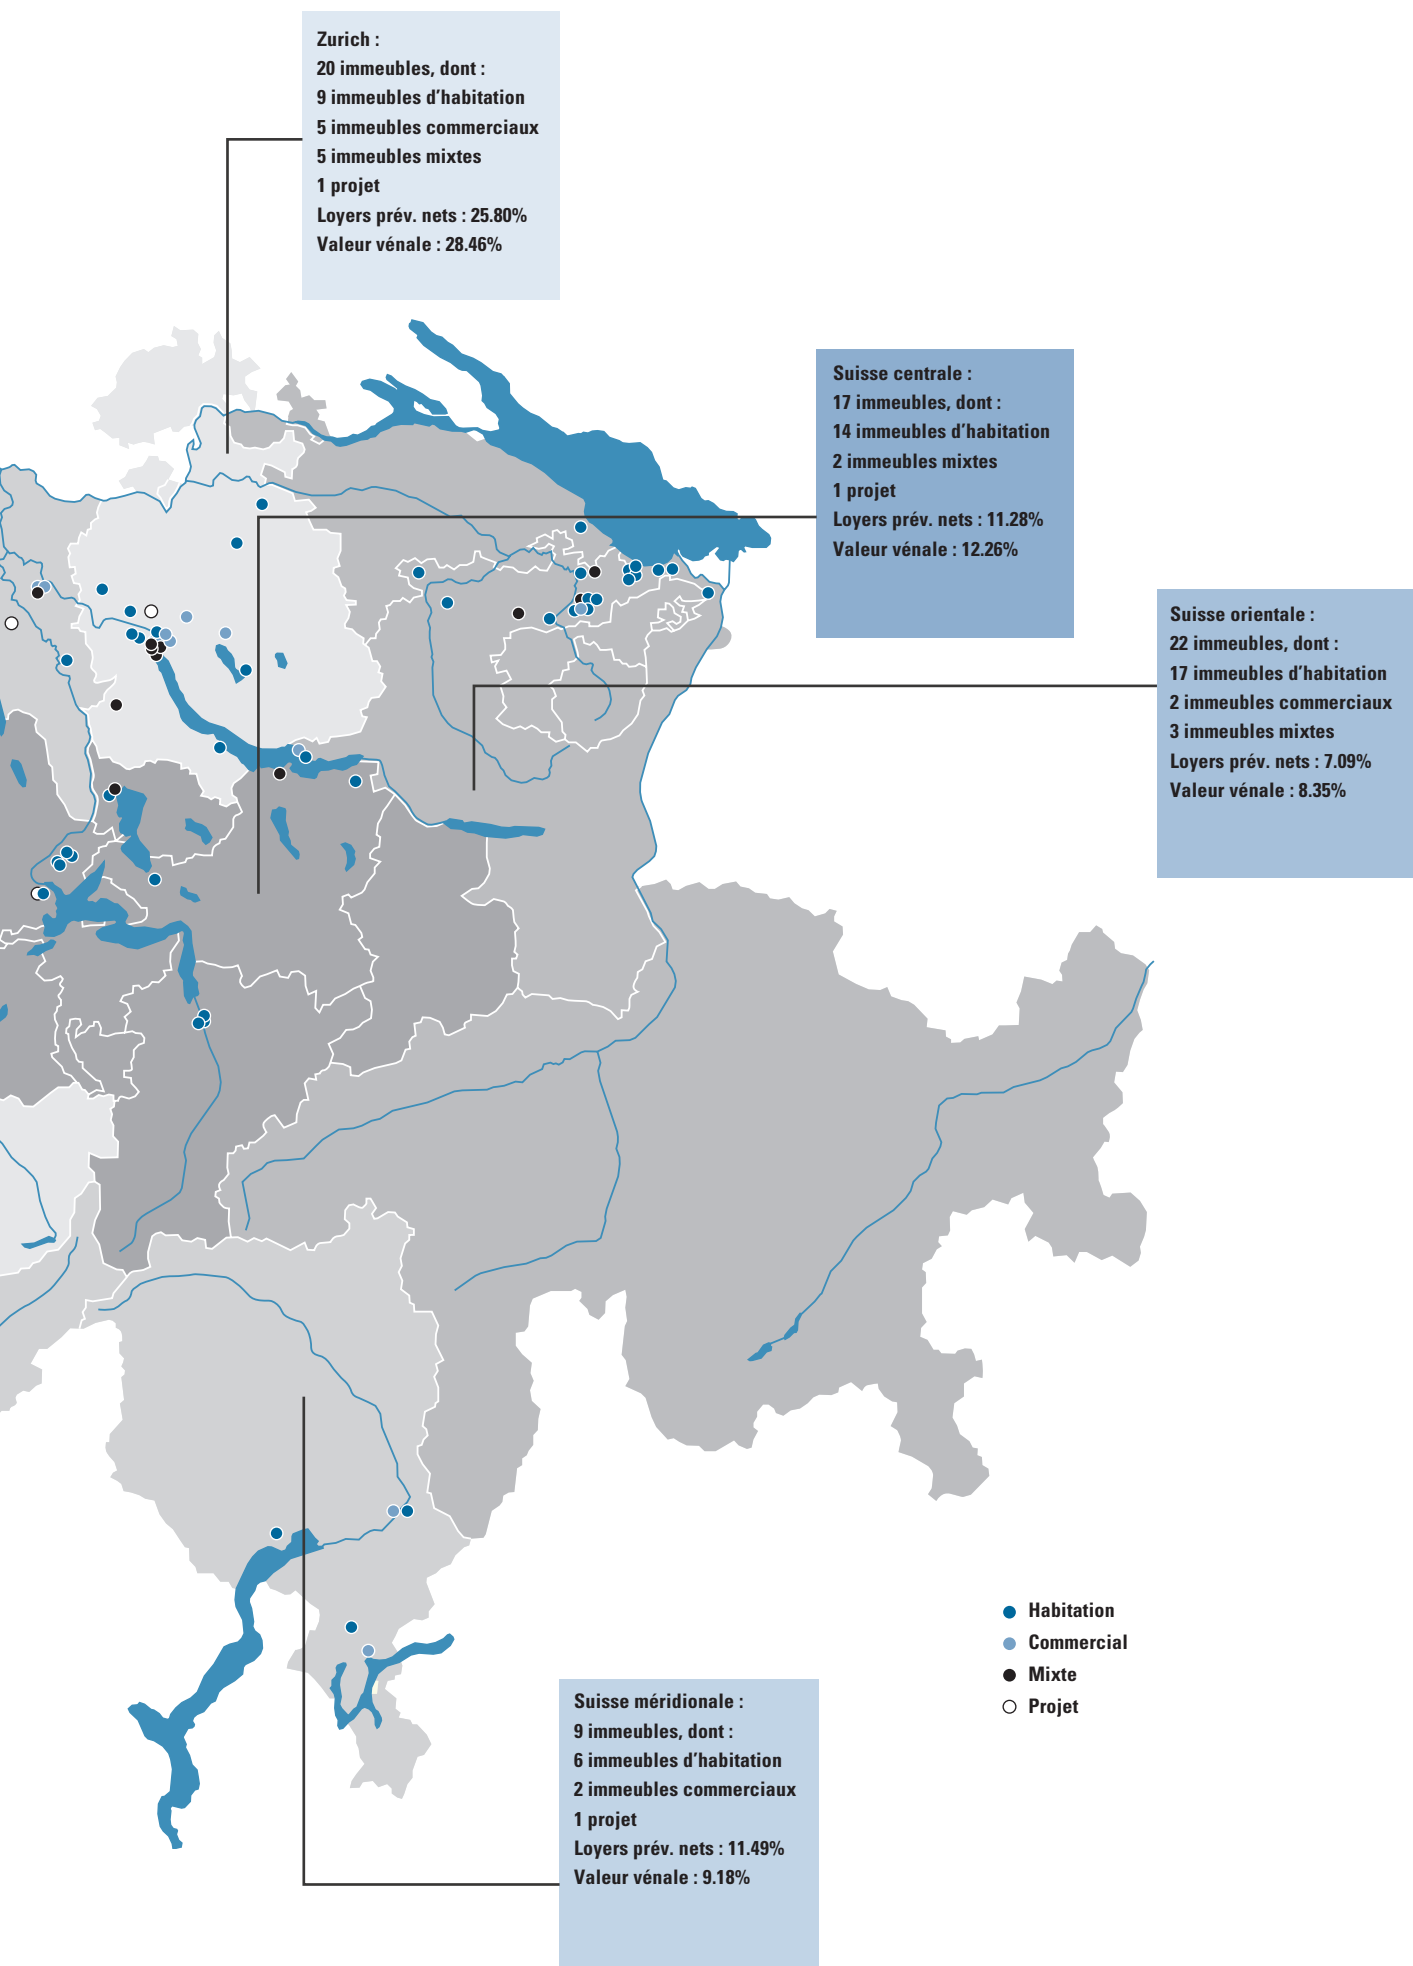 Zurich :
20 immeubles, dont :
9 immeubles d’habitation
5 immeubles commerciaux
5 immeubles mixtes
1 projet
Loyers prév. nets : 25.80%
Valeur vénale : 28.46%
Suisse centrale :
17 immeubles, dont :
14 immeubles d’habitation
2 immeubles mixtes
1 projet
Loyers prév. nets : 11.28%
Valeur vénale : 12.26%
Suisse orientale :
22 immeubles, dont :
17 immeubles d’habitation
2 immeubles commerciaux
3 immeubles mixtes
Loyers prév. nets : 7.09%
Valeur vénale : 8.35%
Habitation
Commercial
Mixte
Projet
Suisse méridionale :
9 immeubles, dont :
6 immeubles d’habitation
2 immeubles commerciaux
1 projet
Loyers prév. nets : 11.49%
Valeur vénale : 9.18%